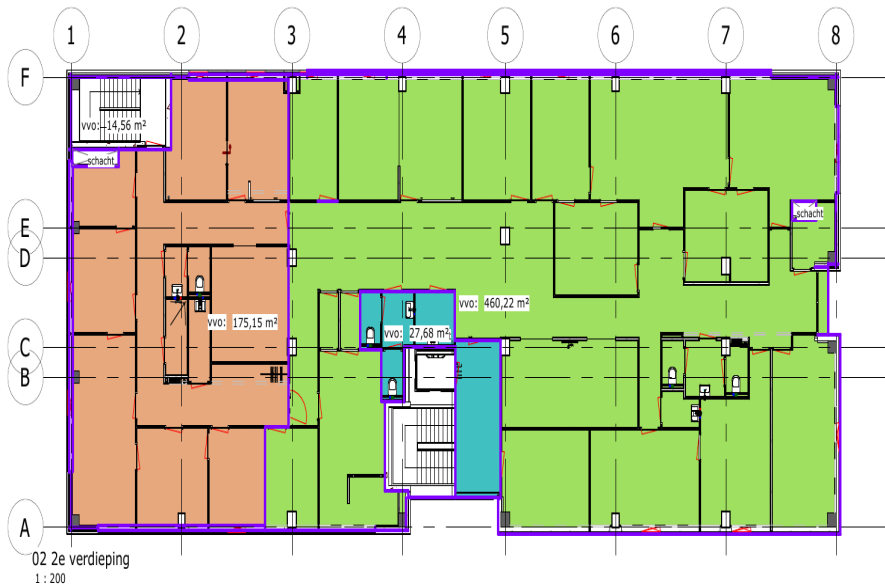 1 2 3 4 5 6 7 8
F
vvo: 14,56 m²
schacht
schacht
E
D
vvo: 460,22 m²
vvo: 175,15 m²
vvo: 27,68 m²
C
B
A
02 2e verdieping
1 : 200